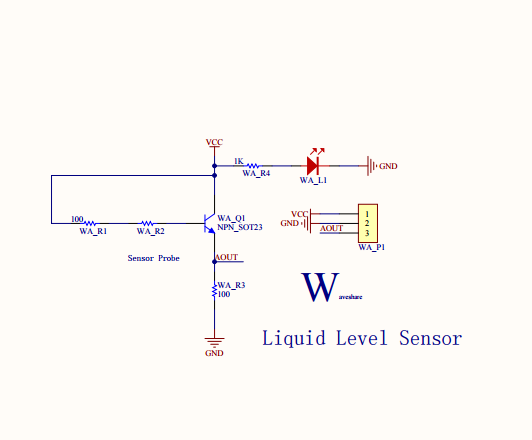 VCC
1K
WA_R4
WA_L1
GND
100
WA_R1
WA_R2
WA_Q1
NPN_SOT23
VCC
GND
AOUT
1
2
3
WA_P1
Sensor Probe
AOUT
WA_R3
100
GND
Waveshare
Liquid Level Sensor